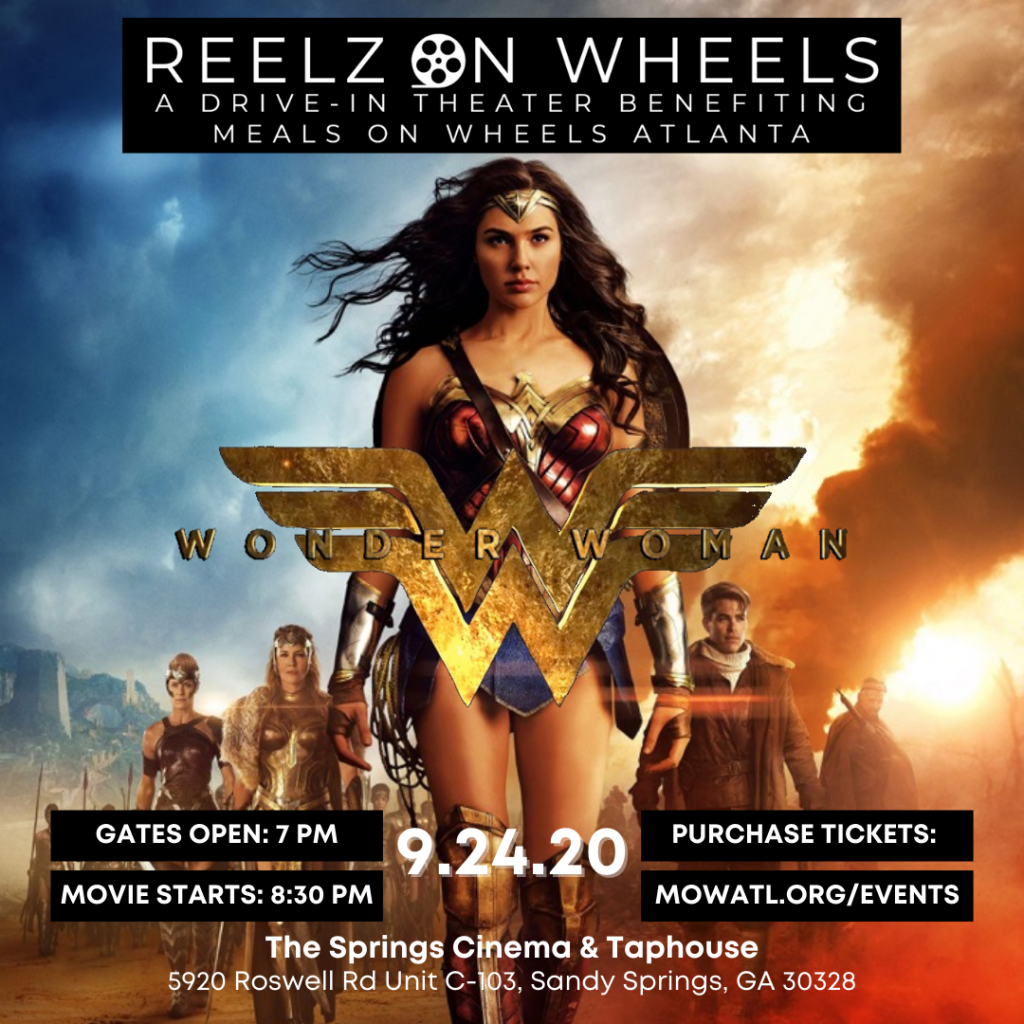 REELZ ON WHEELS
A DRIVE-IN THEATER BENEFITING
MEALS ON WHEELS ATLANTA
WONDER WOMAN
GATES OPEN: 7 PM
MOVIE STARTS: 8:30 PM
9.24.20
PURCHASE TICKETS:
MOWATL.ORG/EVENTS
The Springs Cinema & Taphouse
5920 Roswell Rd Unit C-103, Sandy Springs, GA 30328